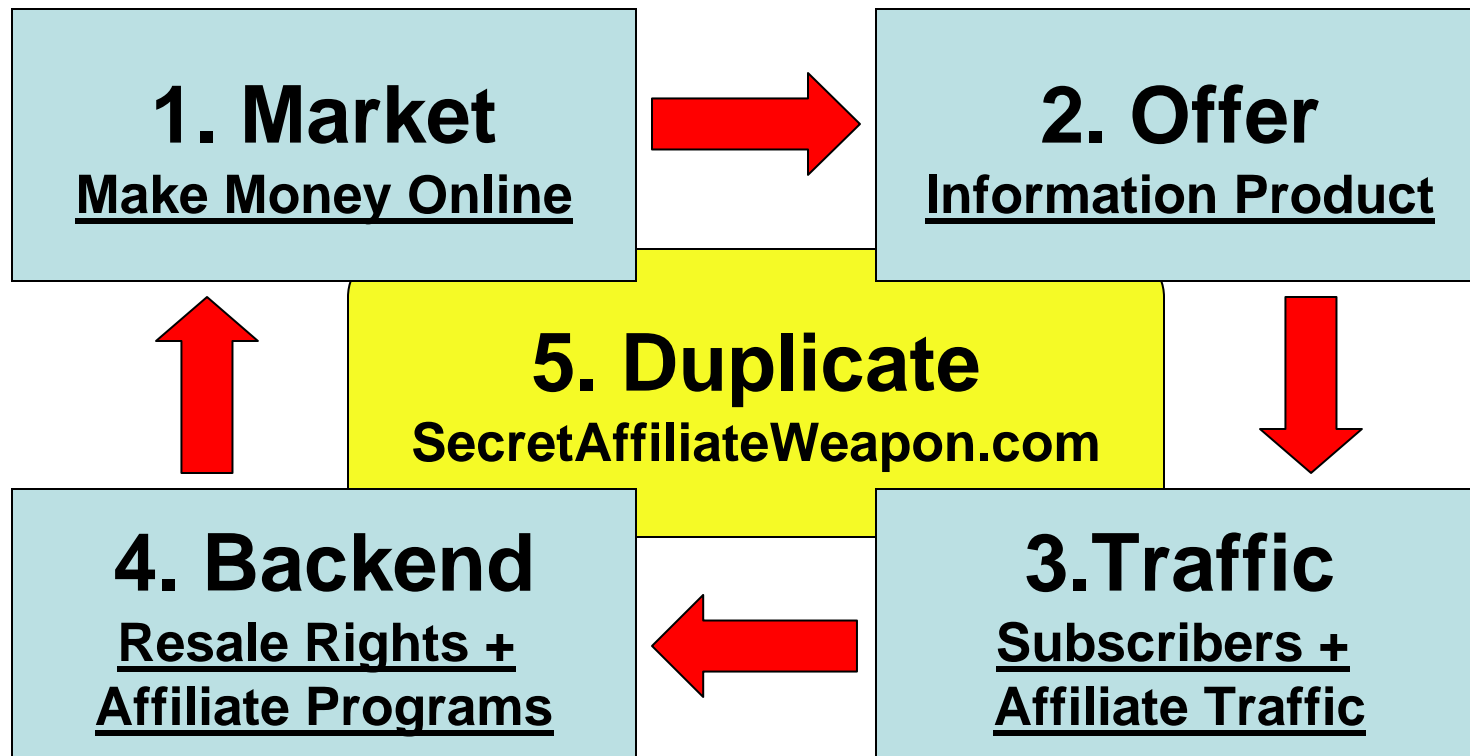 1. Market
Make Money Online
2. Offer
Information Product
5. Duplicate
SecretAffiliateWeapon.com
4. Backend
Resale Rights +
Affiliate Programs
3.Traffic
Subscribers +
Affiliate Traffic